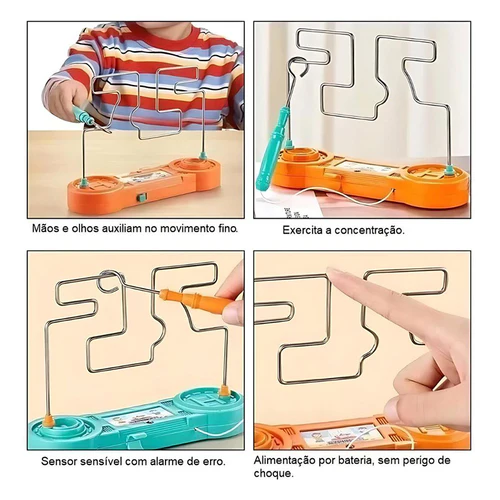 Mãos e olhos auxiliam no movimento fino.
Exercita a concentração.
Sensor sensível com alarme de erro.
Alimentação por bateria, sem perigo de
choque.